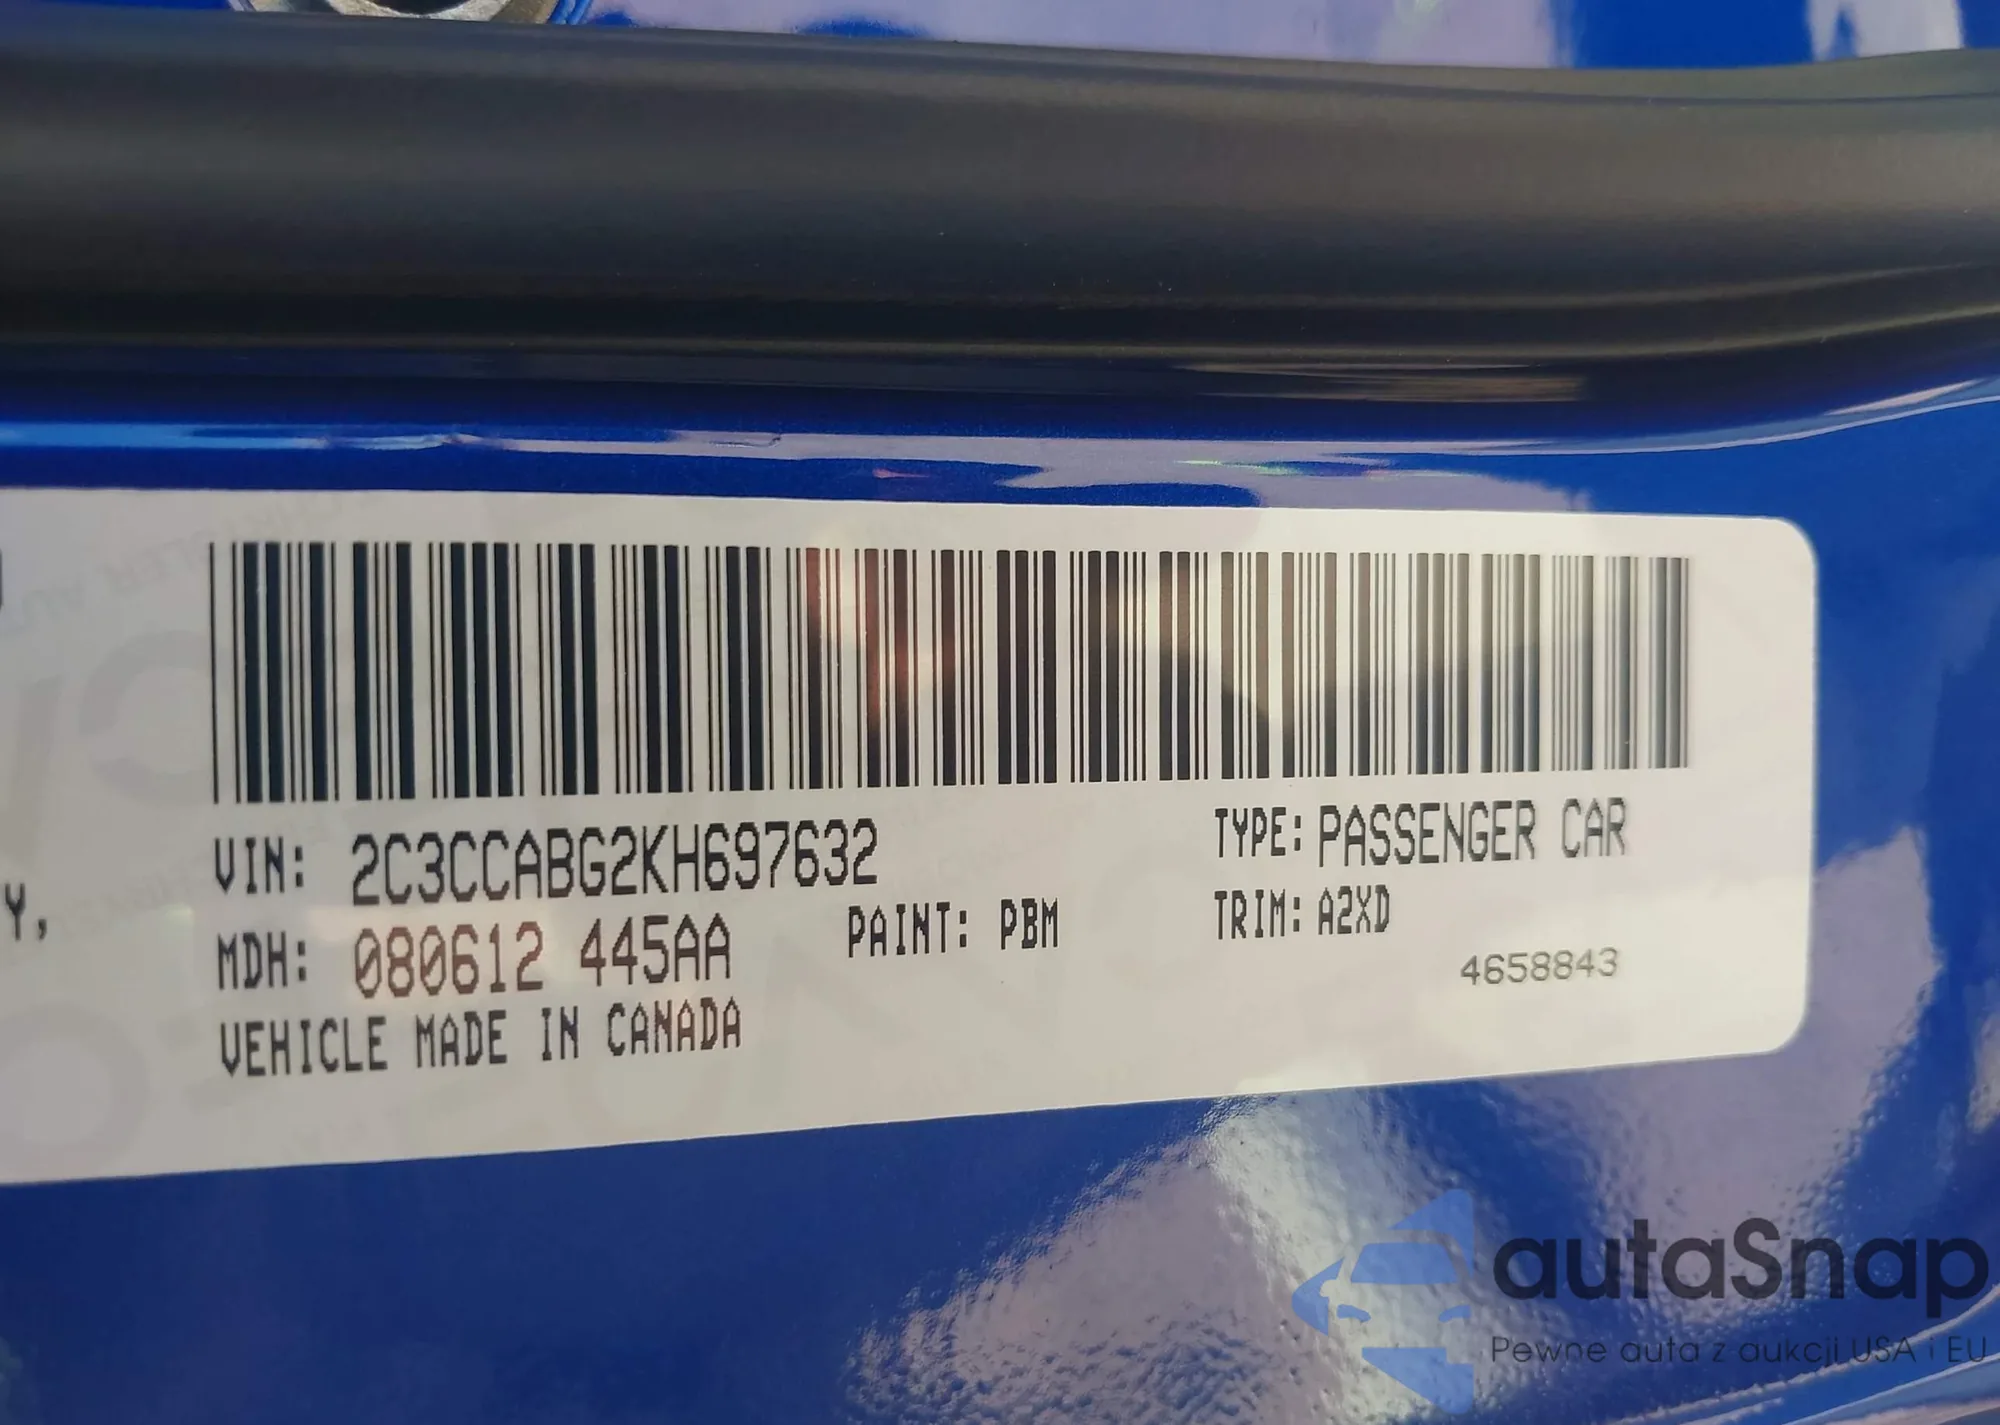 VIN: 2C3CCABG2KH697632
TYPE: PASSENGER CAR
MDH: 080612 445AA
PAINT: PBM
TRIM: A2XD
Y,
4658843
VEHICLE MADE IN CANADA
autaSnap
Pewne auta z aukcji USA i EU